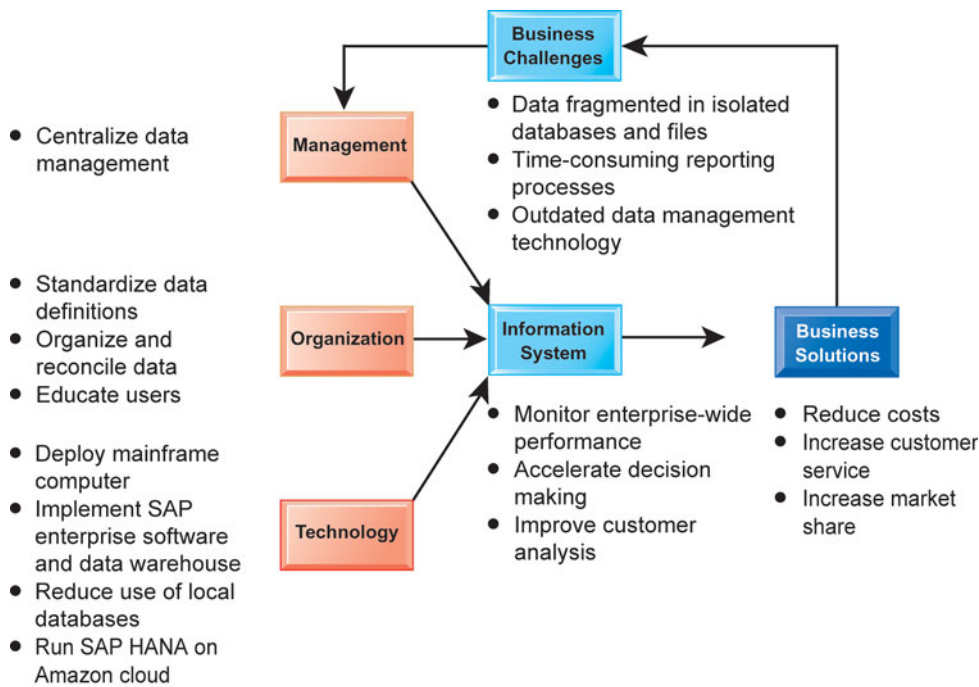 Business
Challenges
• Data fragmented in isolated
databases and files
• Time-consuming reporting
processes
• Outdated data management
technology
• Centralize data
management
Management
• Standardize data
definitions
• Organize and
reconcile data
• Educate users
Organization
Information
System
• Monitor enterprise-wide
performance
• Accelerate decision
making
• Improve customer
analysis
Business
Solutions
• Reduce costs
• Increase customer
service
• Increase market
share
• Deploy mainframe
computer
• Implement SAP
enterprise software
and data warehouse
• Reduce use of local
databases
• Run SAP HANA on
Amazon cloud
Technology